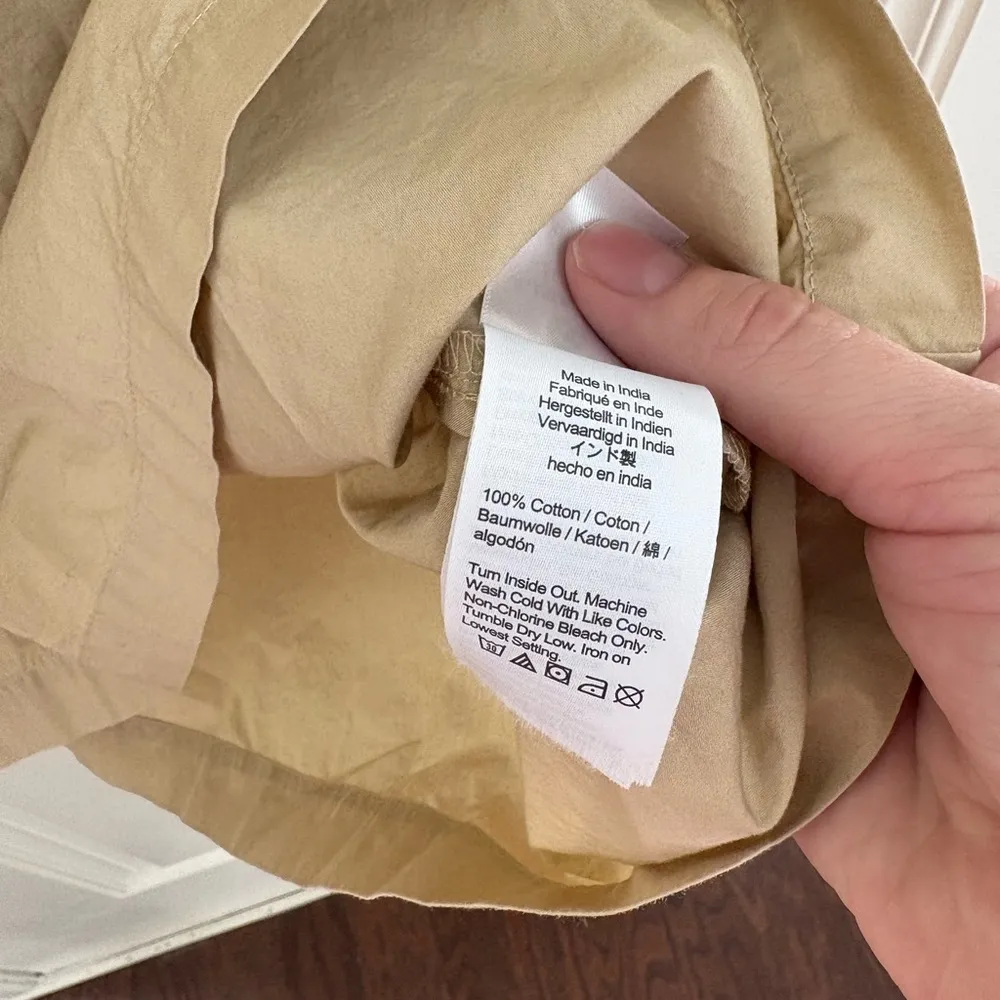 Made in India
Fabriqué en Inde
Hergestellt in Indien
Vervaardigd in India
インド製
hecho en india
100% Cotton / Coton /
Baumwolle / Katoen / 綿 /
algodón
Turn Inside Out. Machine
Wash Cold With Like Colors.
Non-Chlorine Bleach Only.
Tumble Dry Low. Iron on
Lowest Setting.
30